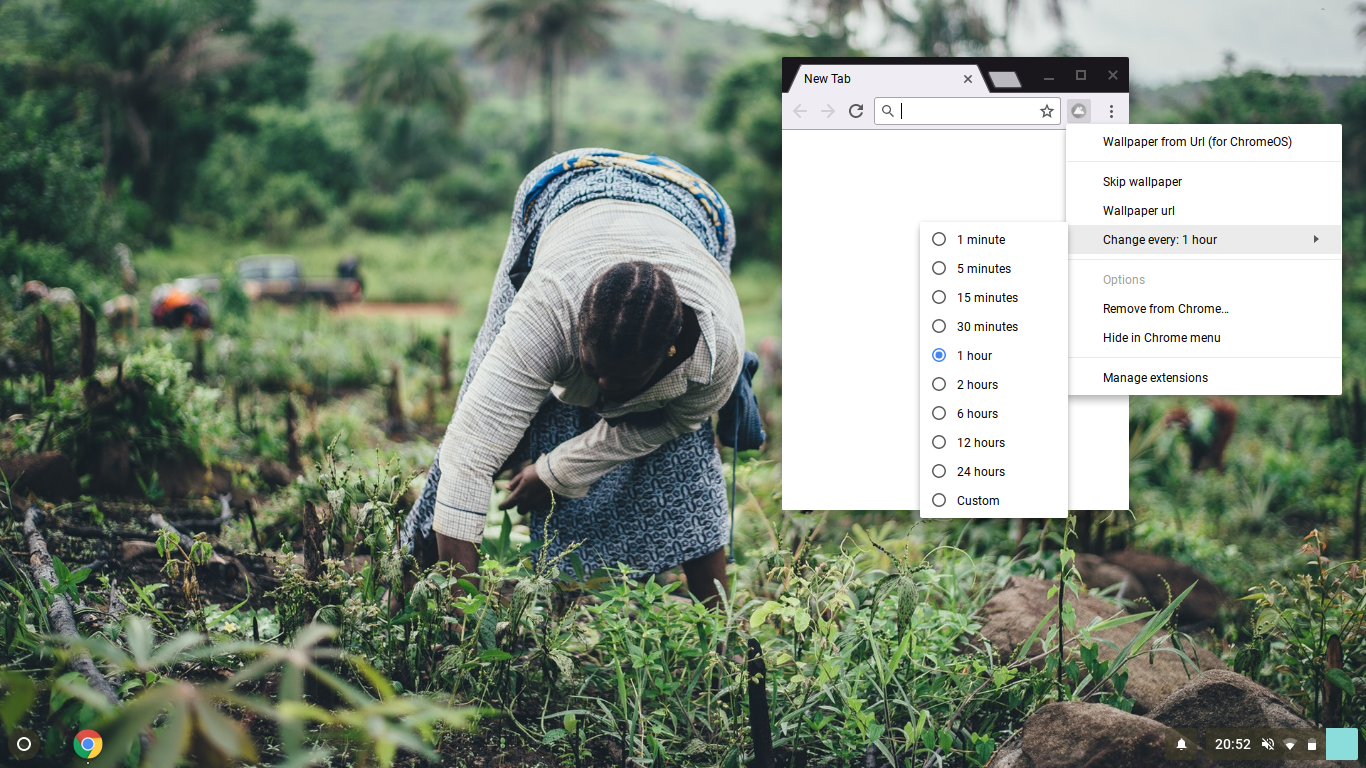 New Tab
Wallpaper from Url (for ChromeOS)
Skip wallpaper
Wallpaper url
Change every: 1 hour
Options
Remove from Chrome...
Hide in Chrome menu
Manage extensions
1 minute
5 minutes
15 minutes
30 minutes
1 hour
2 hours
6 hours
12 hours
24 hours
Custom
20:52